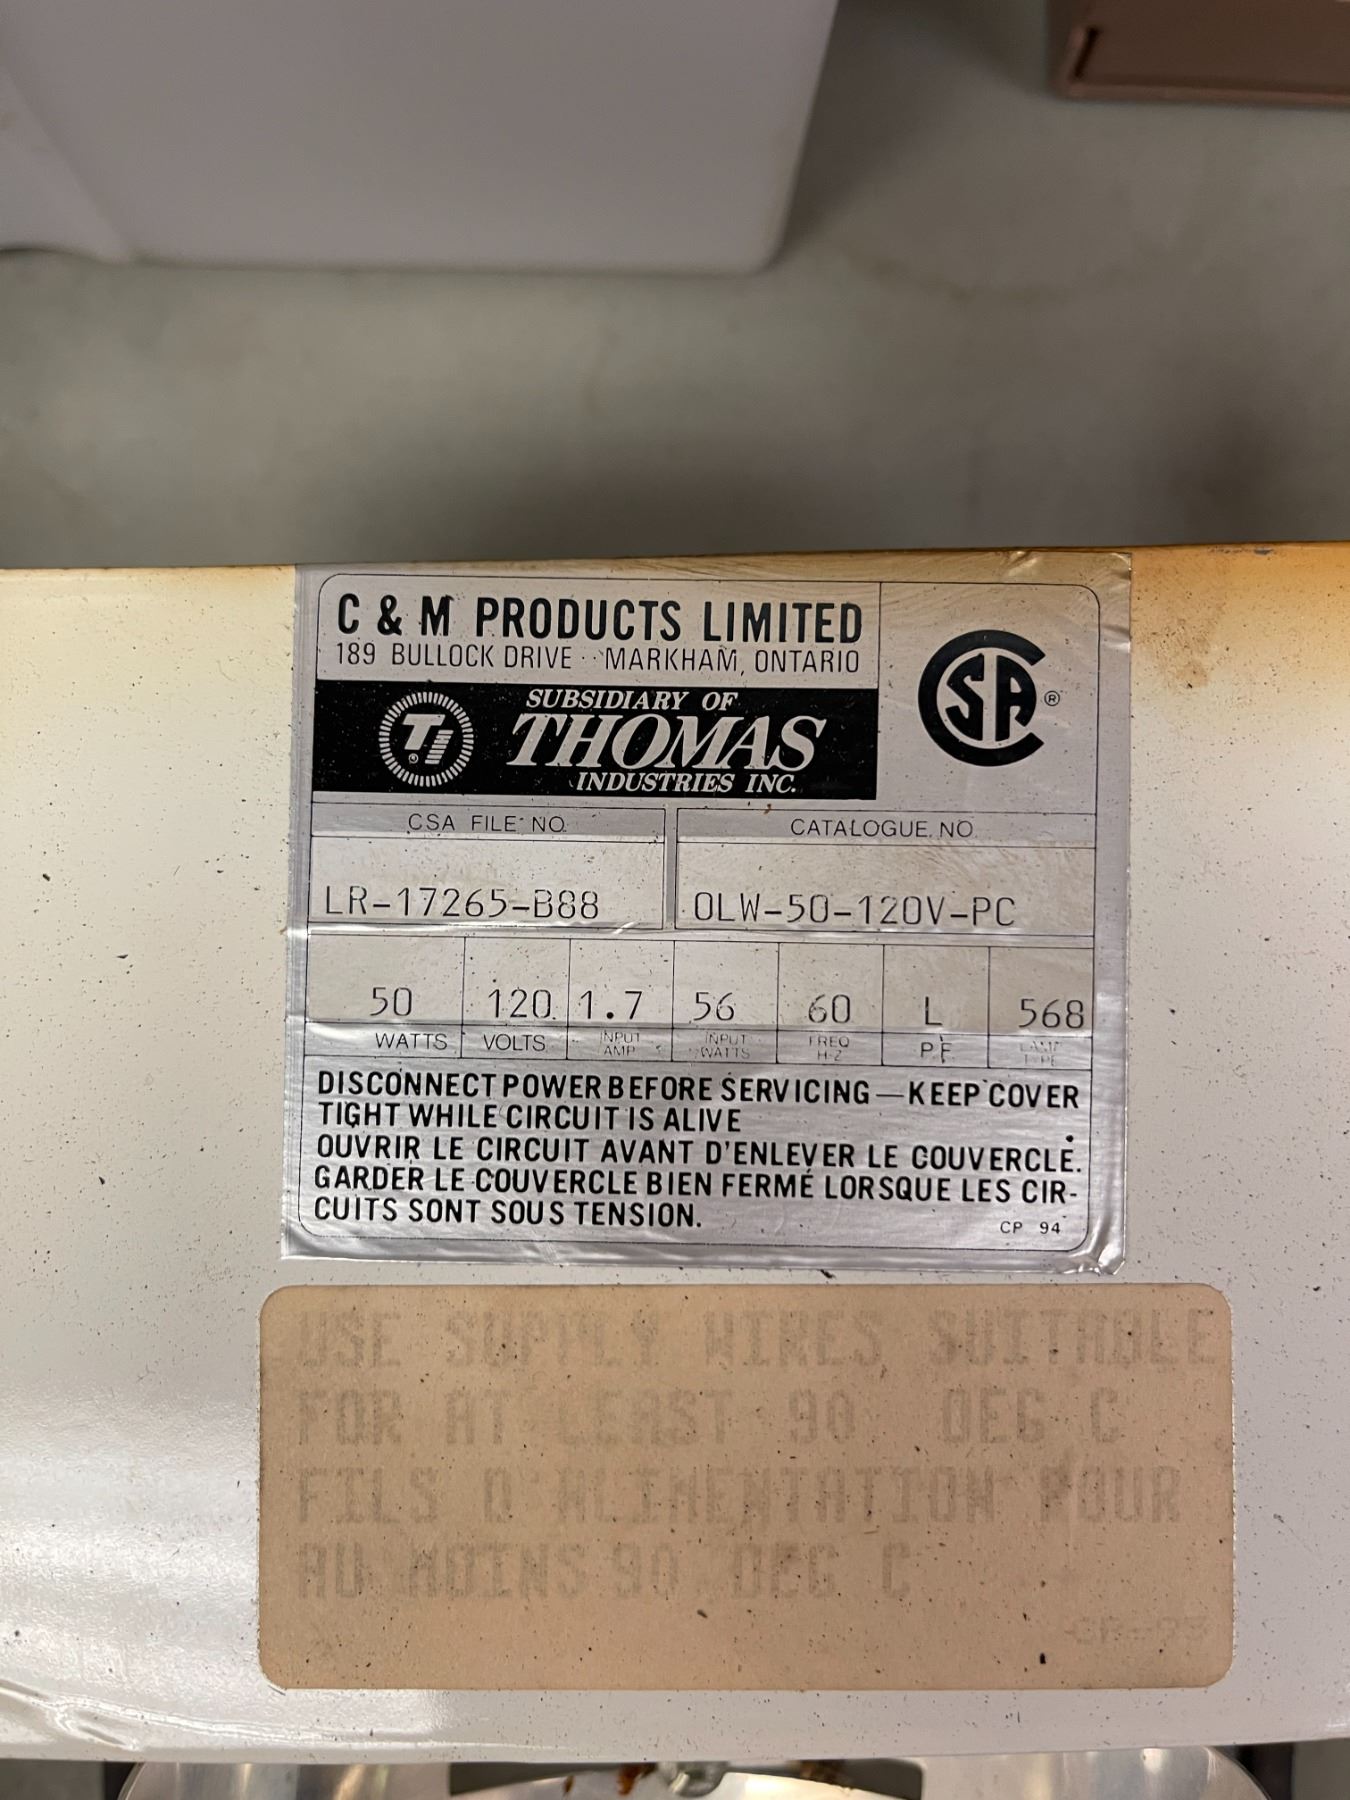 C & M PRODUCTS LIMITED
189 BULLOCK DRIVE MARKHAM, ONTARIO
TI ®
SUBSIDIARY OF
THOMAS
INDUSTRIES INC.
CSA ®
CSA FILE NO.
CATALOGUE NO.
LR-17265-B88
OLW-50-120V-PC
50 120 1.7 56 60 L 568
WATTS VOLTS INPUT AMP INPUT WATTS FREQ HZ PF LAMP TYPE
DISCONNECT POWER BEFORE SERVICING — KEEP COVER
TIGHT WHILE CIRCUIT IS ALIVE
OUVRIR LE CIRCUIT AVANT D'ENLEVER LE COUVERCLE.
GARDER LE COUVERCLE BIEN FERMÉ LORSQUE LES CIR-
CUITS SONT SOUS TENSION.
CP 94
USE SUPPLY WIRES SUITABLE
FOR AT LEAST 90 DEG C
FILS D'ALIMENTATION POUR
AU MOINS 90 DEG C